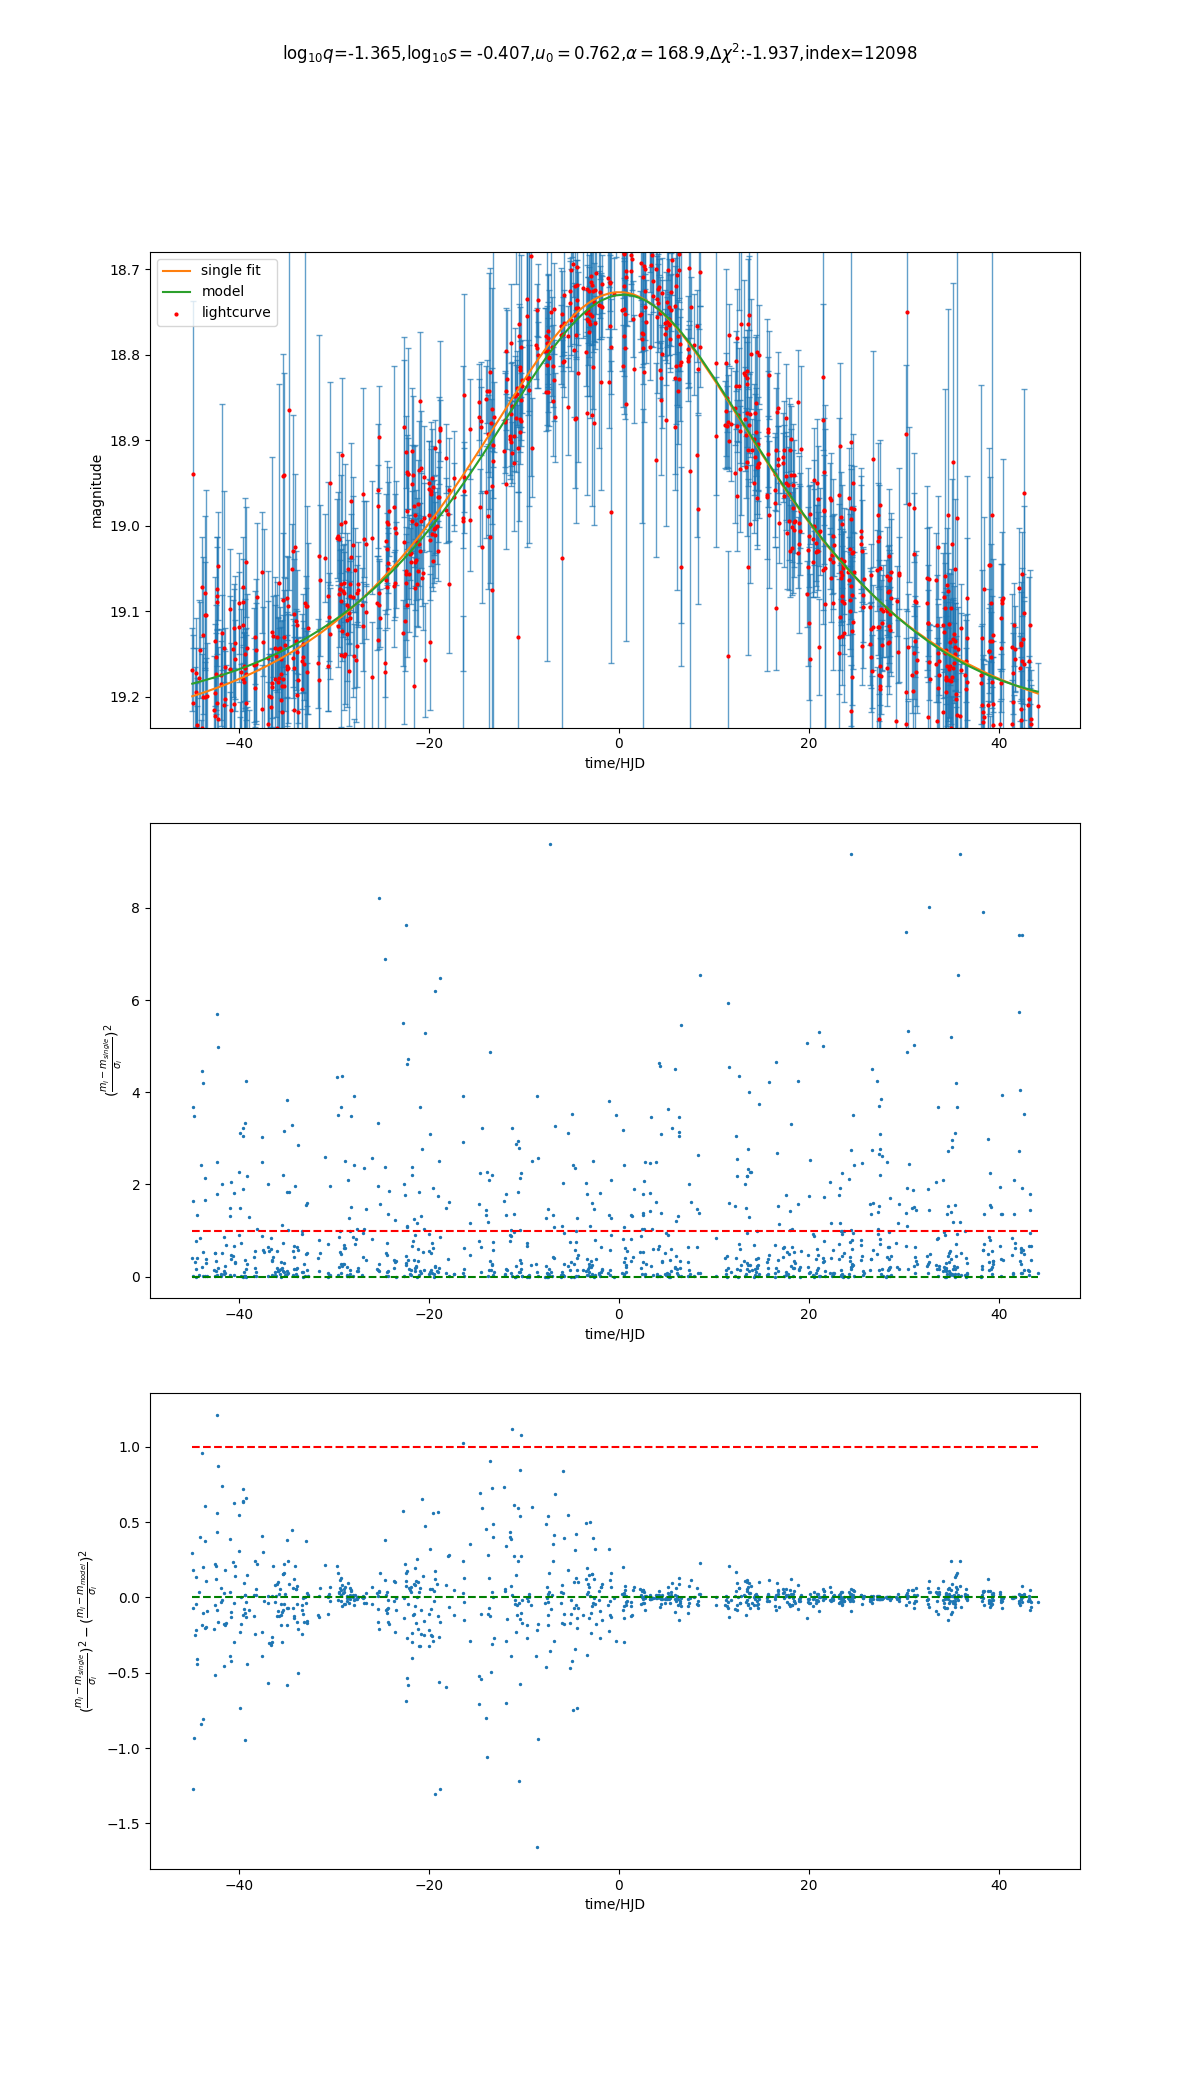 log₁₀q=-1.365,log₁₀s = -0.407,u₀ = 0.762,α = 168.9,Δχ²:-1.937,index=12098
18.7
18.8
18.9
19.0
19.1
19.2
magnitude
single fit
model
lightcurve
−40 −20 0 20 40
time/HJD
8
6
4
2
0
(mᵢ − m_single / σᵢ)²
−40 −20 0 20 40
time/HJD
1.0
0.5
0.0
−0.5
−1.0
−1.5
(mᵢ − m_single / σᵢ)² − (mᵢ − m_model / σᵢ)²
−40 −20 0 20 40
time/HJD